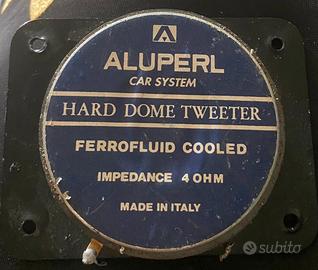 ALUPERL
CAR SYSTEM
HARD DOME TWEETER
FERROFLUID COOLED
IMPEDANCE 4 OHM
MADE IN ITALY
subito